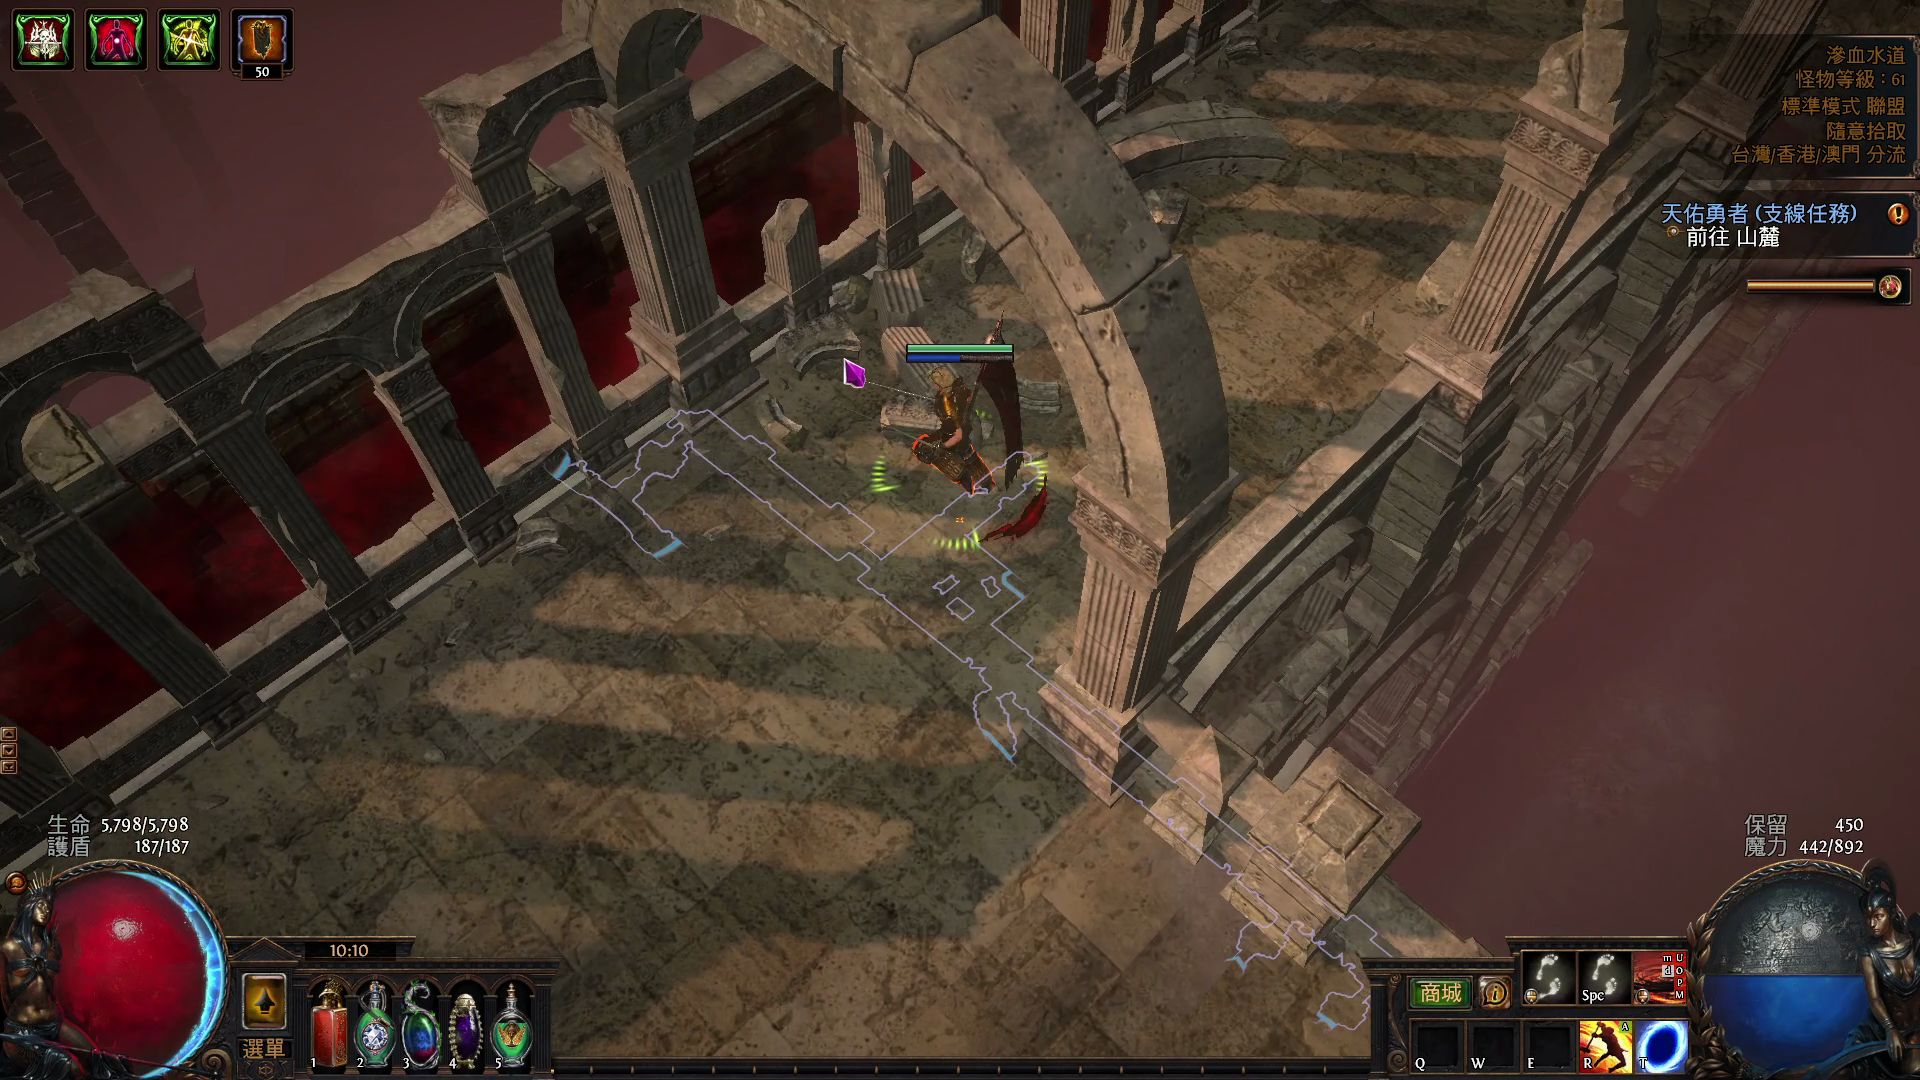 50
滲血水道
怪物等級：61
標準模式 聯盟
隨意拾取
台灣/香港/澳門 分流
天佑勇者 (支線任務)
前往 山麓
生命 5,798/5,798
護盾 187/187
保留 450
魔力 442/892
10:10
選單
1 2 3 4 5
商城
Spc
Q W E R T
A